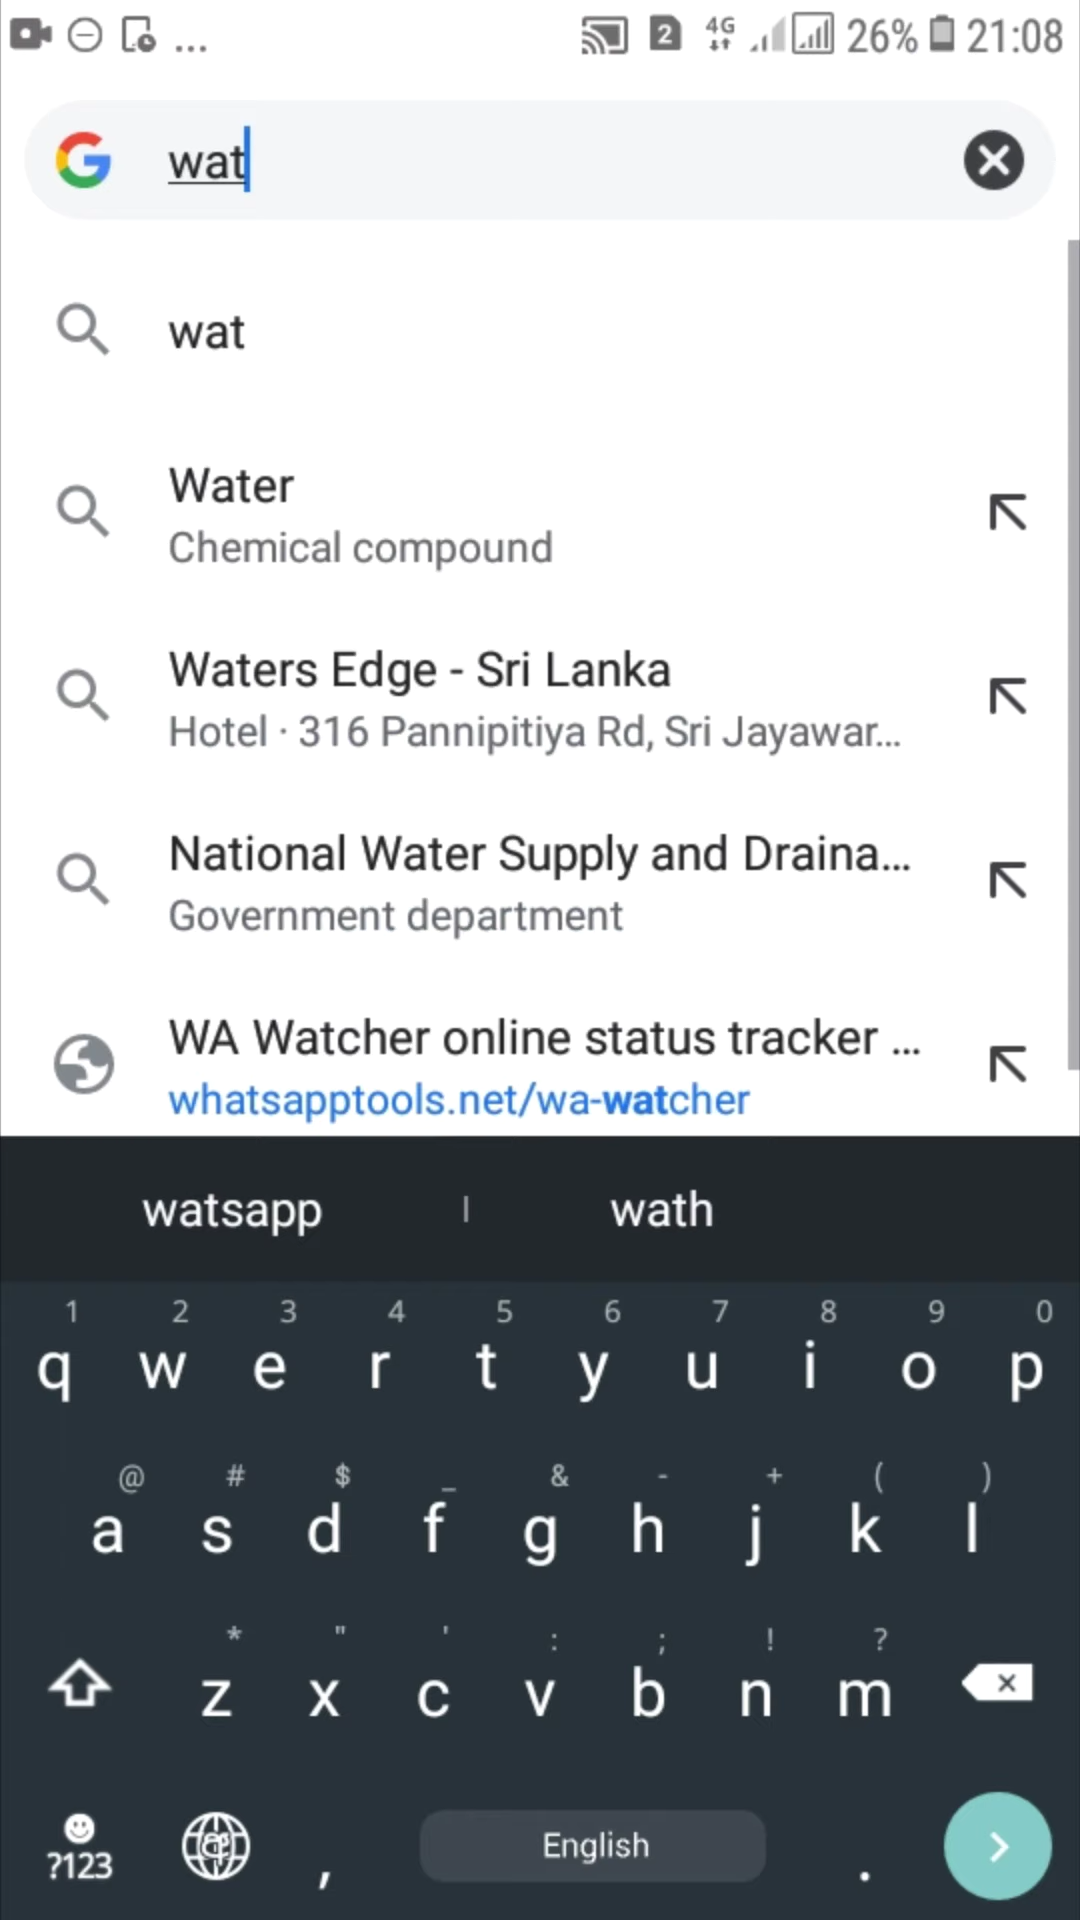 ... 2 4G 26% 21:08
wat
wat
Water
Chemical compound
Waters Edge - Sri Lanka
Hotel · 316 Pannipitiya Rd, Sri Jayawar...
National Water Supply and Draina...
Government department
WA Watcher online status tracker ...
whatsapptools.net/wa-watcher
watsapp | wath
1 2 3 4 5 6 7 8 9 0
q w e r t y u i o p
@ # $ _ & - + ( )
a s d f g h j k l
* " ' : ; ! ?
z x c v b n m
?123 , English .